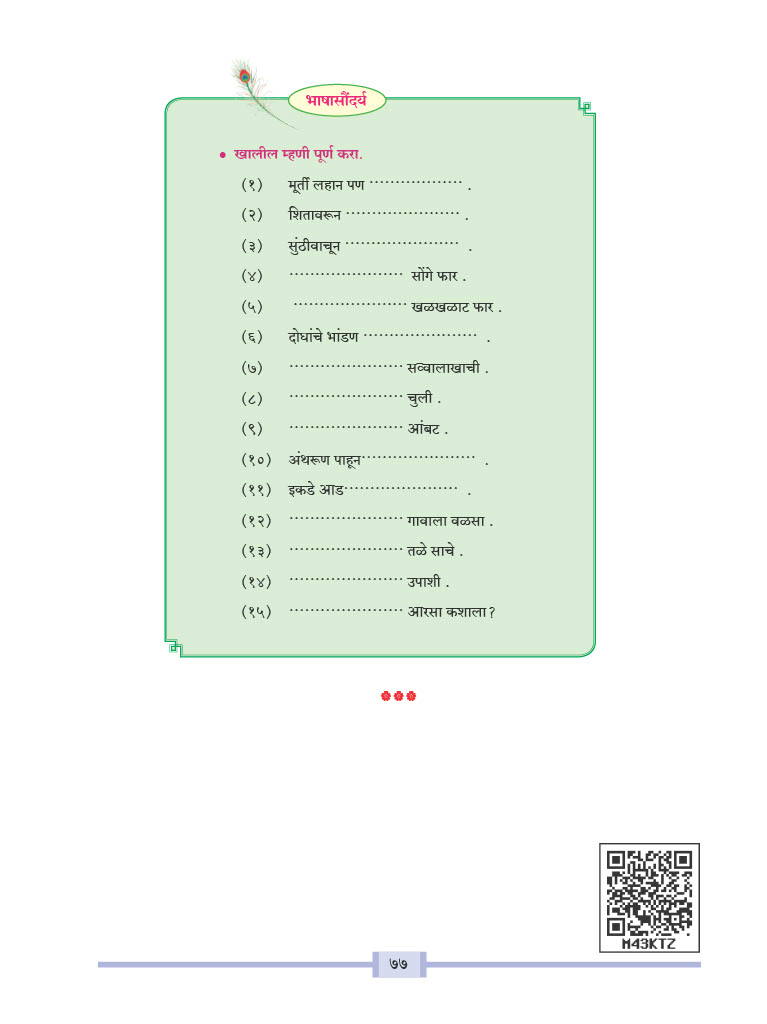 भाषासौंदर्य
• खालील म्हणी पूर्ण करा.
(१) मूर्ती लहान पण .................. .
(२) शितावरून ...................... .
(३) सुंठीवाचून ...................... .
(४) ...................... सोंगे फार .
(५) ...................... खळखळाट फार .
(६) दोघांचे भांडण ...................... .
(७) ...................... सव्वालाखाची .
(८) ...................... चुली .
(९) ...................... आंबट .
(१०) अंथरूण पाहून...................... .
(११) इकडे आड...................... .
(१२) ...................... गावाला वळसा .
(१३) ...................... तळे साचे .
(१४) ...................... उपाशी .
(१५) ...................... आरसा कशाला?
M43KTZ
७७